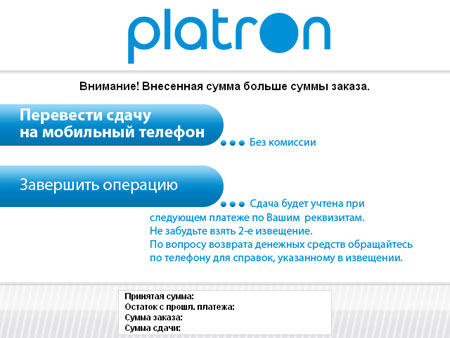 platron
Внимание! Внесенная сумма больше суммы заказа.
Перевести сдачу
на мобильный телефон
Без комиссии
Завершить операцию
Сдача будет учтена при
следующем платеже по Вашим реквизитам.
Не забудьте взять 2-е извещение.
По вопросу возврата денежных средств обращайтесь
по телефону для справок, указанному в извещении.
Принятая сумма:
Остаток с прошл. платежа:
Сумма заказа:
Сумма сдачи: